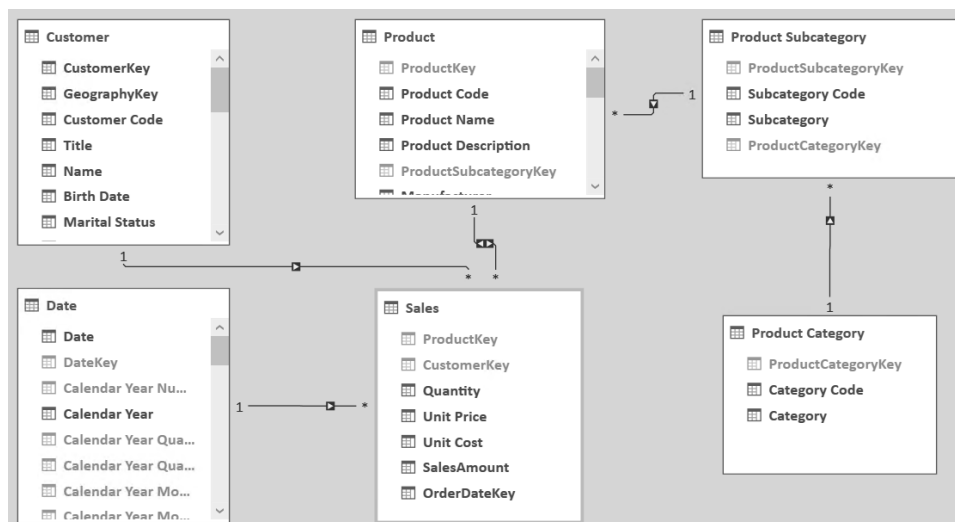 Customer
CustomerKey
GeographyKey
Customer Code
Title
Name
Birth Date
Marital Status
Product
ProductKey
Product Code
Product Name
Product Description
ProductSubcategoryKey
Manufacturer
Product Subcategory
ProductSubcategoryKey
Subcategory Code
Subcategory
ProductCategoryKey
1
*
1
*
1
*
*
1
Date
Date
DateKey
Calendar Year Nu...
Calendar Year
Calendar Year Qua...
Calendar Year Qua...
Calendar Year Mo...
Calendar Year Mo...
1
*
Sales
ProductKey
CustomerKey
Quantity
Unit Price
Unit Cost
SalesAmount
OrderDateKey
Product Category
ProductCategoryKey
Category Code
Category